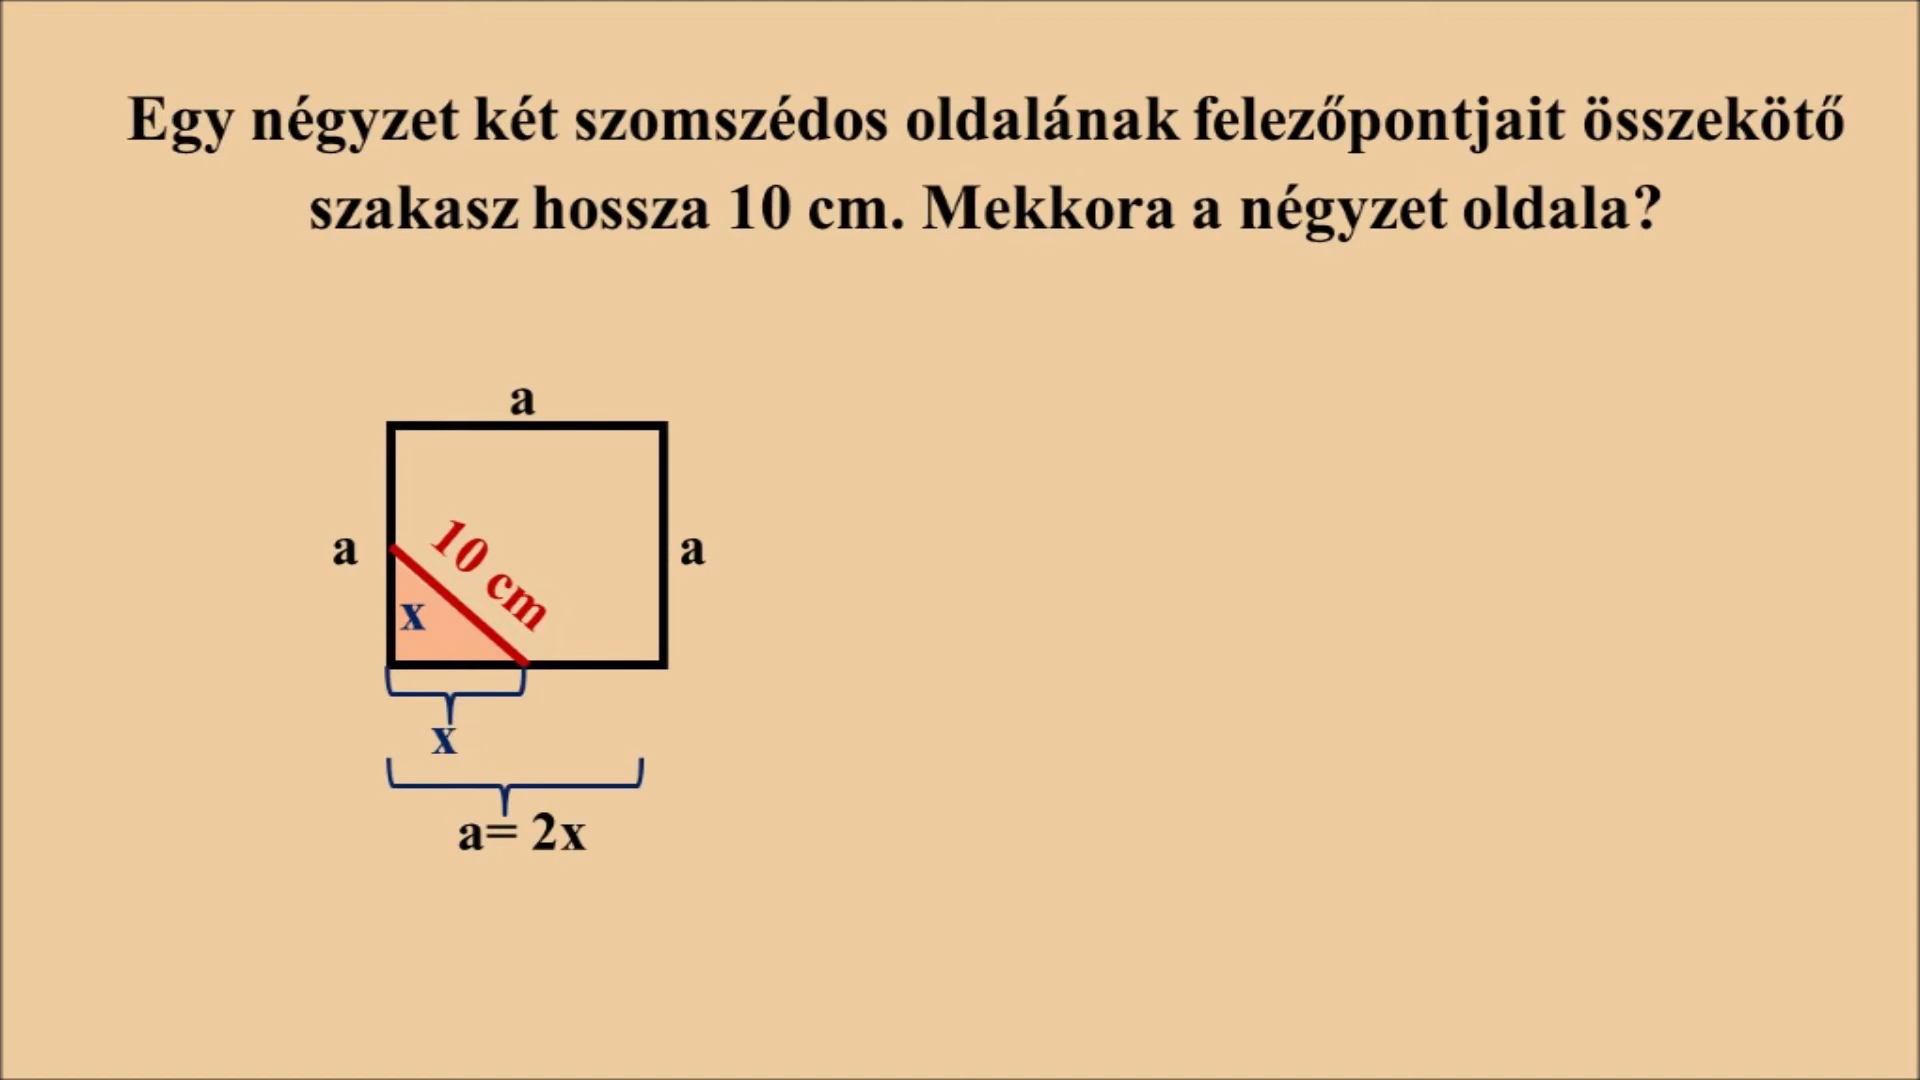 Egy négyzet két szomszédos oldalának felezőpontjait összekötő
szakasz hossza 10 cm. Mekkora a négyzet oldala?
a
a
10 cm
a
x
x
a= 2x